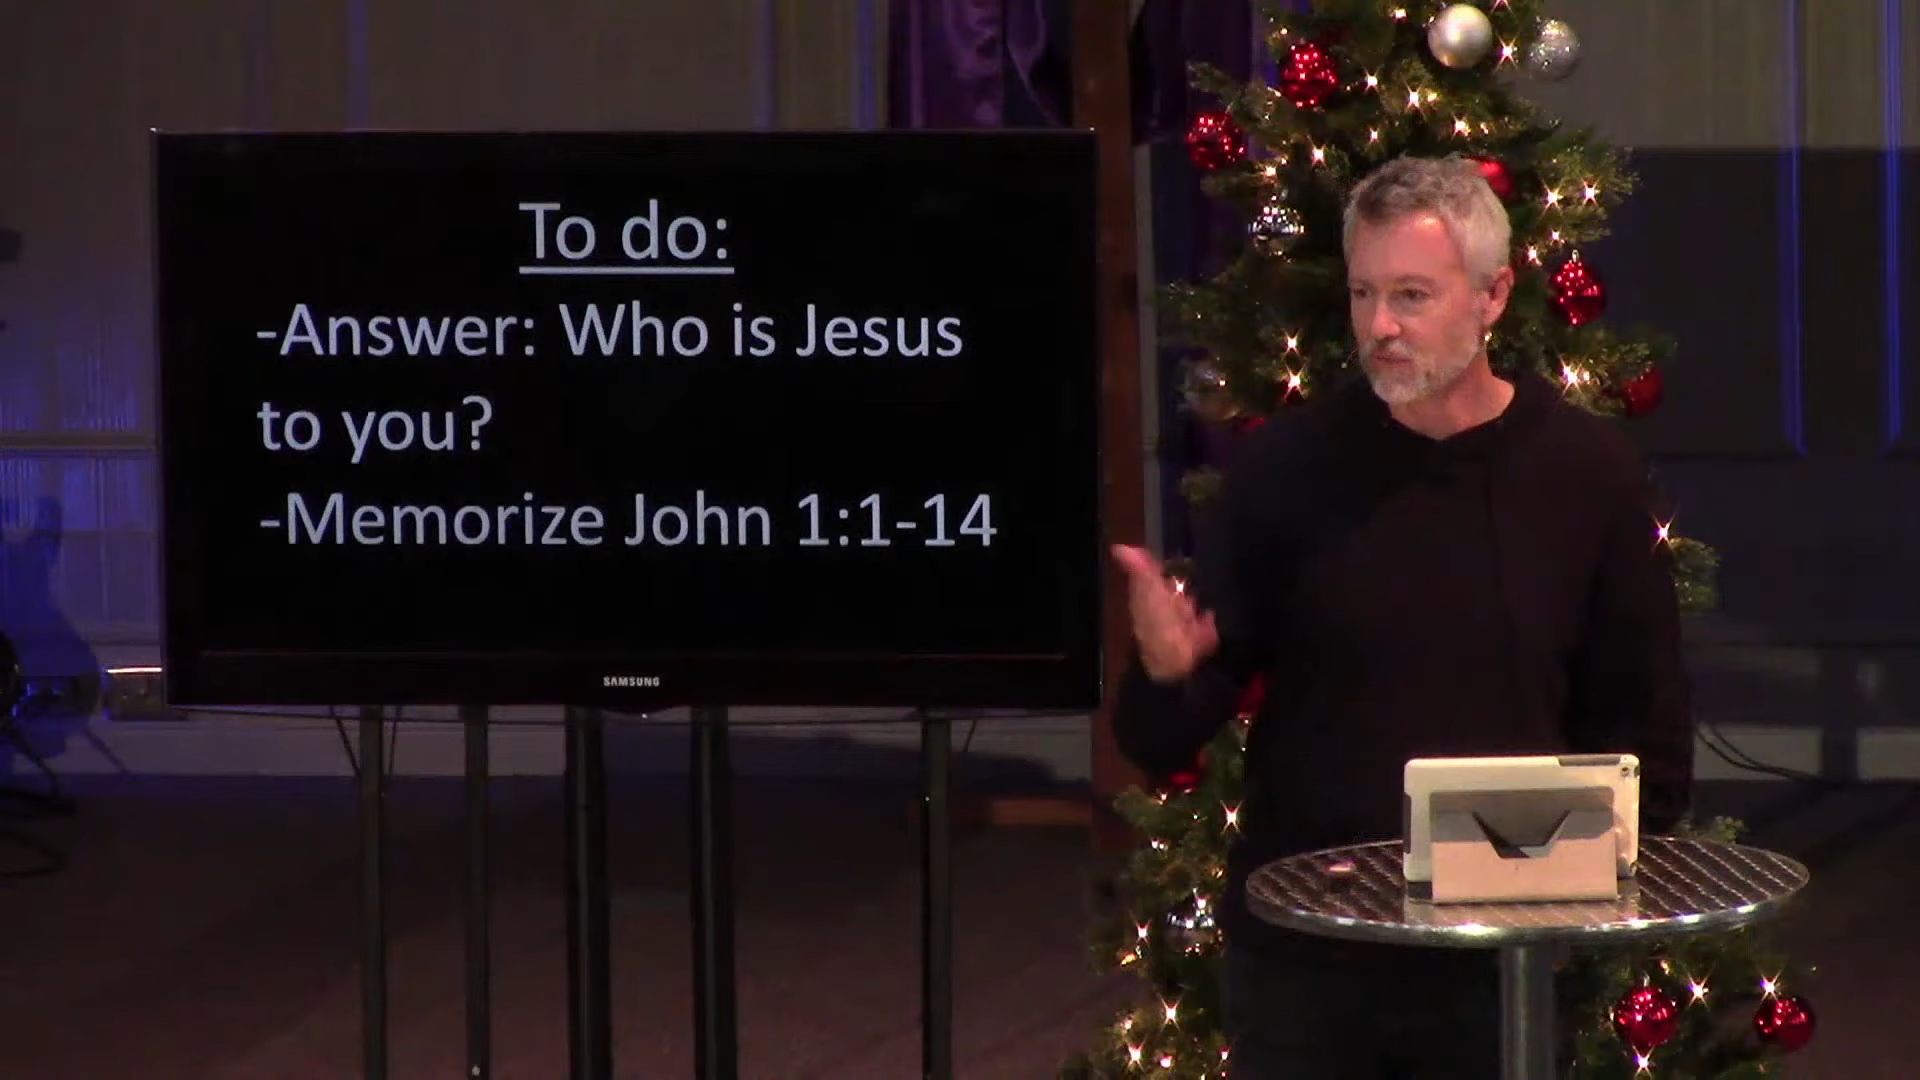 To do:
-Answer: Who is Jesus
to you?
-Memorize John 1:1-14
SAMSUNG